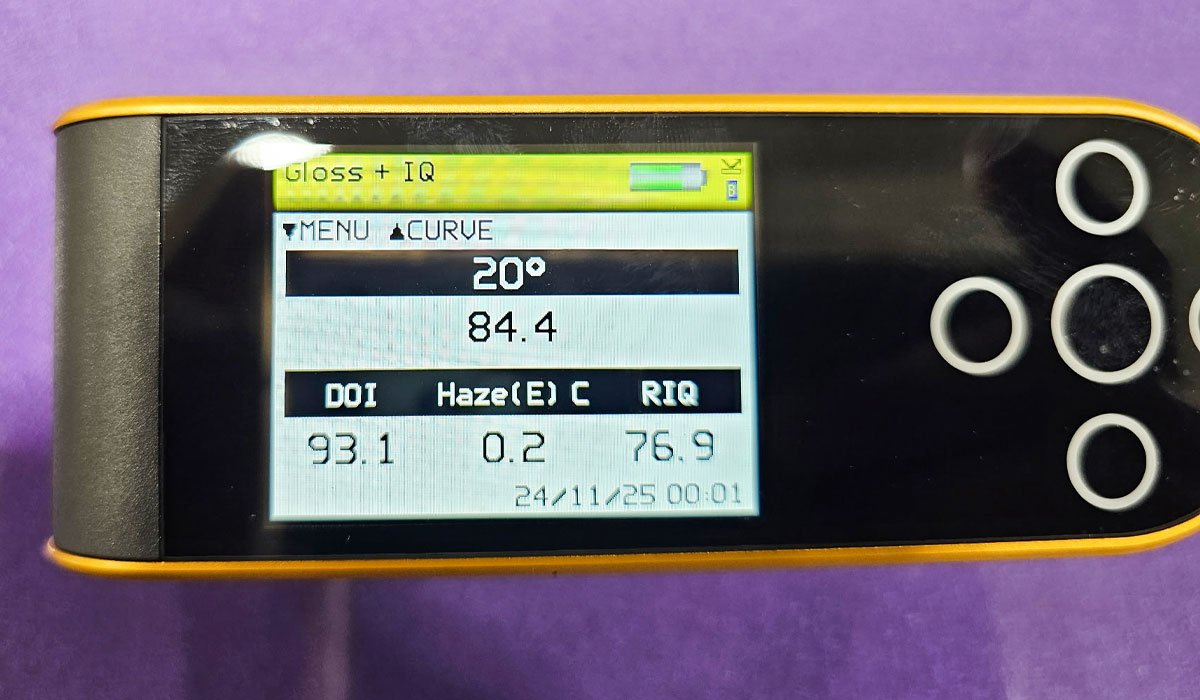 Gloss + IQ
B
▼MENU ▲CURVE
20°
84.4
DOI Haze(E) C RIQ
93.1 0.2 76.9
24/11/25 00:01